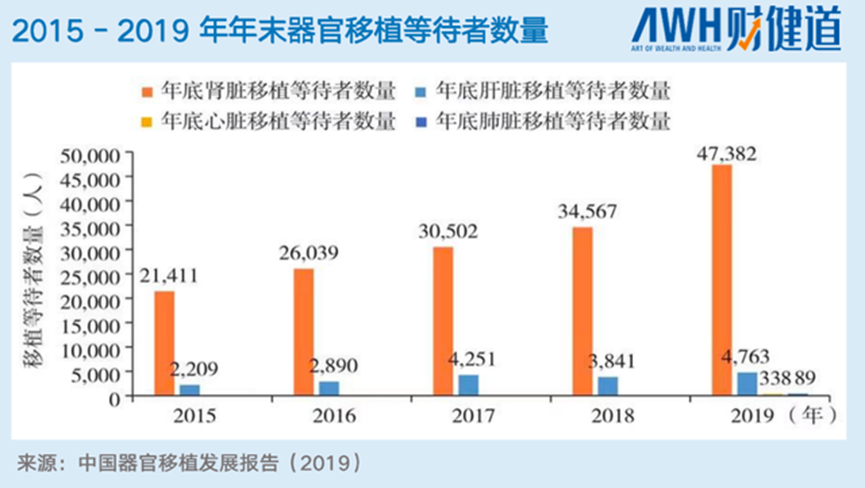 2015 - 2019 年年末器官移植等待者数量
AWH财健道
ART OF WEALTH AND HEALTH
年底肾脏移植等待者数量 年底肝脏移植等待者数量
年底心脏移植等待者数量 年底肺脏移植等待者数量
移植等待者数量（人）
50,000
45,000
40,000
35,000
30,000
25,000
20,000
15,000
10,000
5,000
0
21,411
2,209
26,039
2,890
30,502
4,251
34,567
3,841
47,382
4,763
338 89
2015 2016 2017 2018 2019 （年）
来源：中国器官移植发展报告（2019）